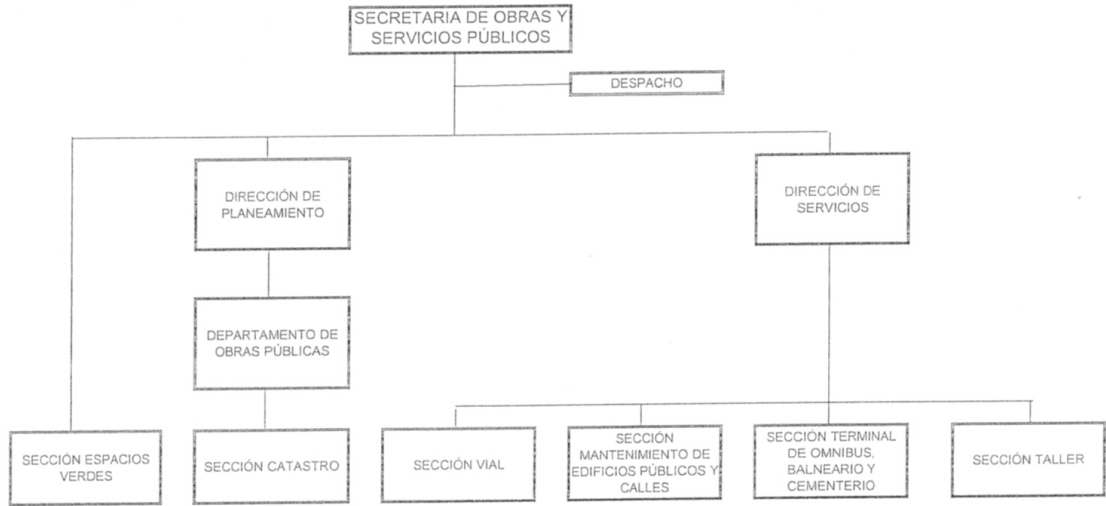 SECRETARIA DE OBRAS Y
SERVICIOS PÚBLICOS
DESPACHO
DIRECCIÓN DE
PLANEAMIENTO
DIRECCIÓN DE
SERVICIOS
DEPARTAMENTO DE
OBRAS PÚBLICAS
SECCIÓN ESPACIOS
VERDES
SECCIÓN CATASTRO
SECCIÓN VIAL
SECCIÓN
MANTENIMIENTO DE
EDIFICIOS PÚBLICOS Y
CALLES
SECCIÓN TERMINAL
DE OMNIBUS,
BALNEARIO Y
CEMENTERIO
SECCIÓN TALLER